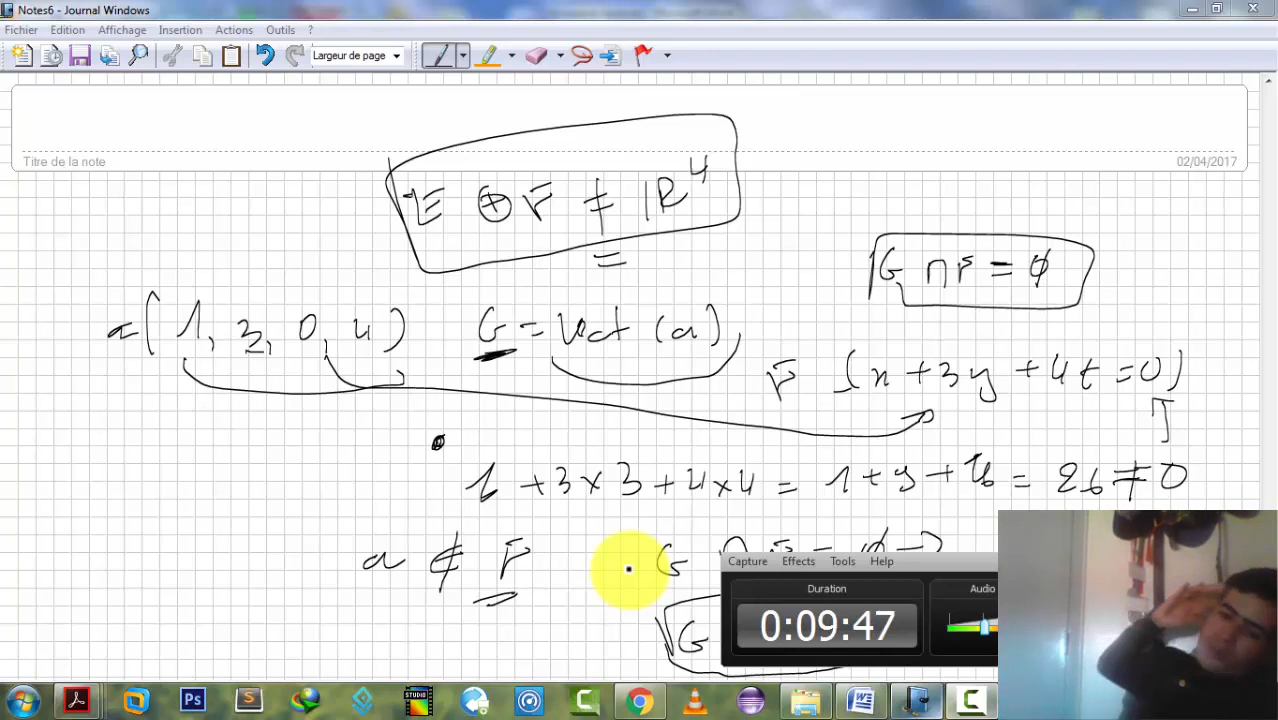 Notes6 - Journal Windows
Fichier Edition Affichage Insertion Actions Outils ?
Largeur de page
Titre de la note
02/04/2017
E ⊕ F ≠ ℝ⁴
G ∩ F = ∅
a(1, 3, 0, 4) G = Vect (a)
F (x + 3y + 4t = 0)
1 + 3×3 + 4×4 = 1 + 9 + 16 = 26 ≠ 0
a ∉ F G ∩ F = ∅
G
Capture Effects Tools Help
Duration
Audio
0:09:47
Ps
S
STUDIO
C
W
C